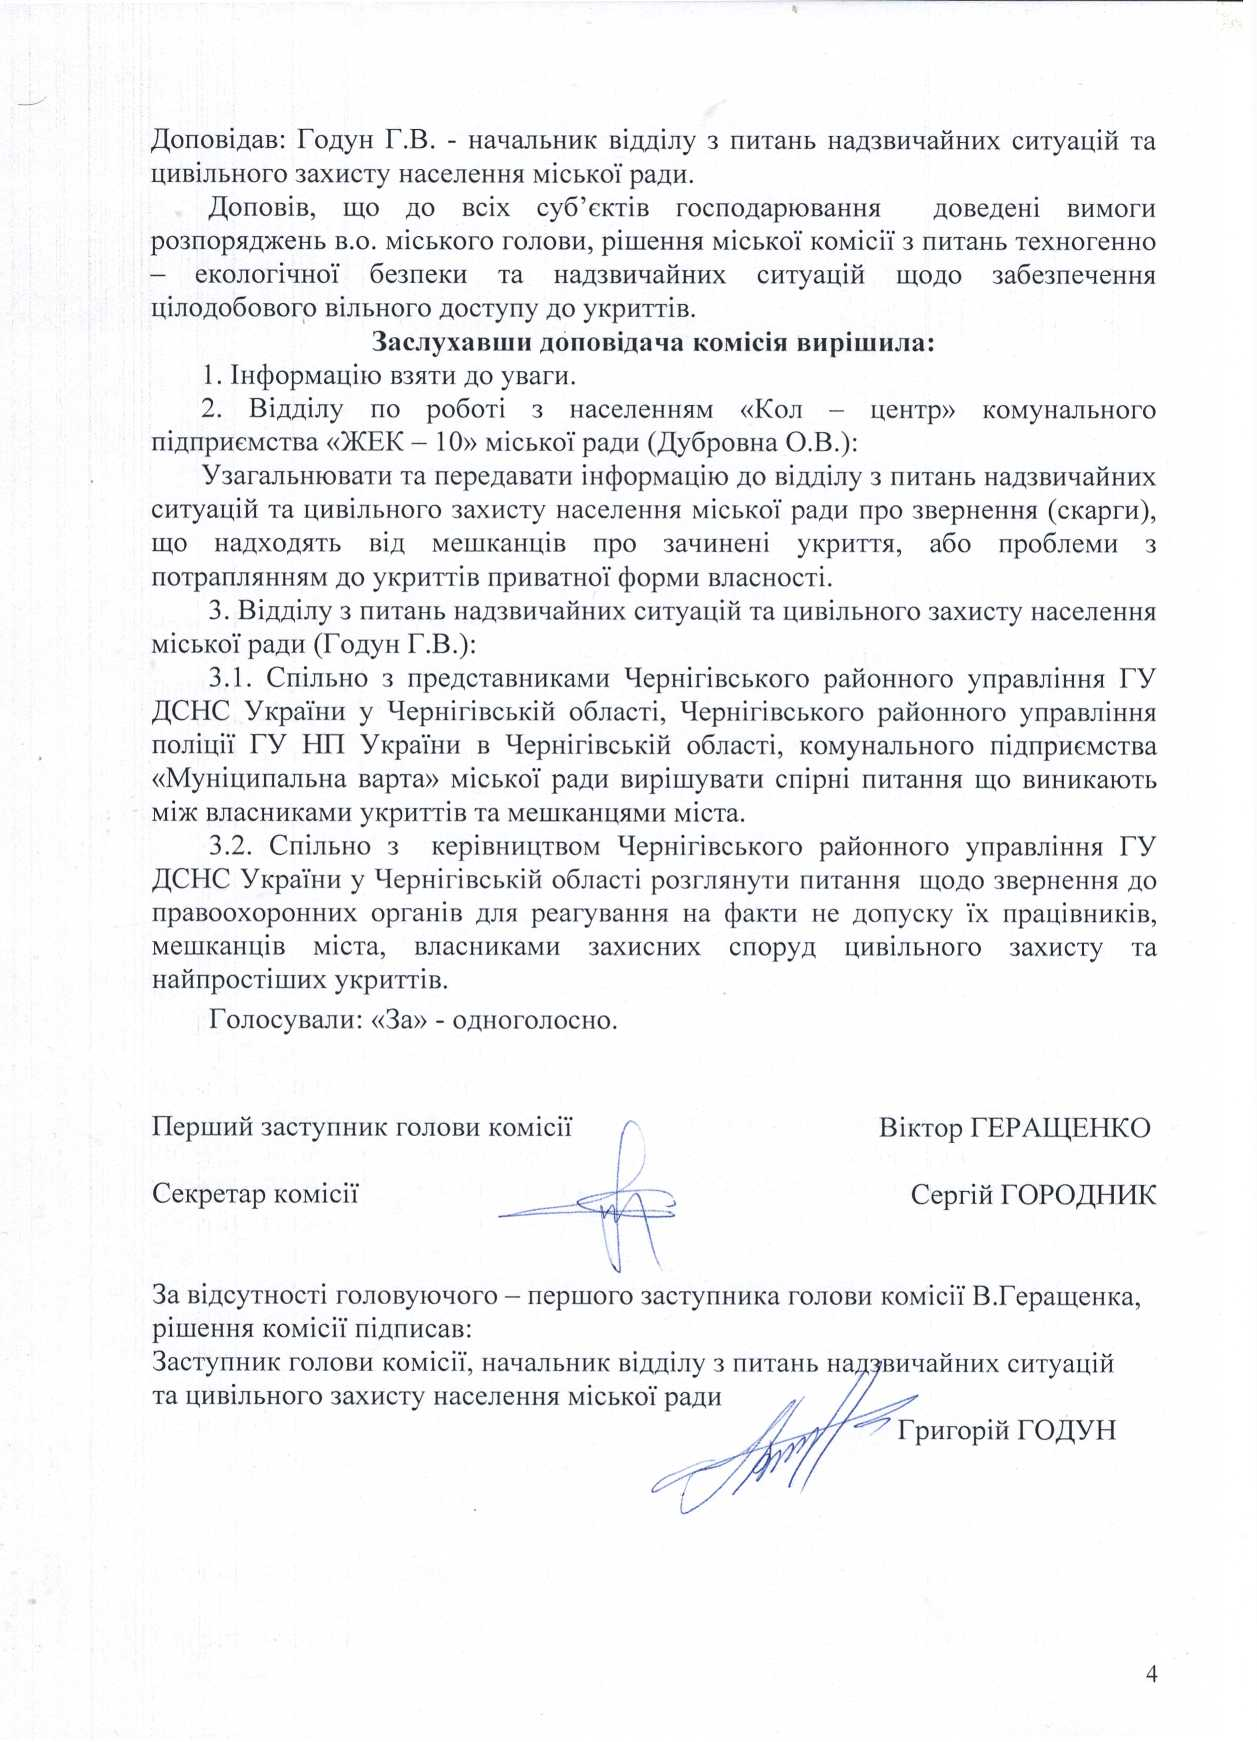 Доповідав: Годун Г.В. - начальник відділу з питань надзвичайних ситуацій та
цивільного захисту населення міської ради.
Доповів, що до всіх суб’єктів господарювання доведені вимоги
розпоряджень в.о. міського голови, рішення міської комісії з питань техногенно
– екологічної безпеки та надзвичайних ситуацій щодо забезпечення
цілодобового вільного доступу до укриттів.
Заслухавши доповідача комісія вирішила:
1. Інформацію взяти до уваги.
2. Відділу по роботі з населенням «Кол – центр» комунального
підприємства «ЖЕК – 10» міської ради (Дубровна О.В.):
Узагальнювати та передавати інформацію до відділу з питань надзвичайних
ситуацій та цивільного захисту населення міської ради про звернення (скарги),
що надходять від мешканців про зачинені укриття, або проблеми з
потраплянням до укриттів приватної форми власності.
3. Відділу з питань надзвичайних ситуацій та цивільного захисту населення
міської ради (Годун Г.В.):
3.1. Спільно з представниками Чернігівського районного управління ГУ
ДСНС України у Чернігівській області, Чернігівського районного управління
поліції ГУ НП України в Чернігівській області, комунального підприємства
«Муніципальна варта» міської ради вирішувати спірні питання що виникають
між власниками укриттів та мешканцями міста.
3.2. Спільно з керівництвом Чернігівського районного управління ГУ
ДСНС України у Чернігівській області розглянути питання щодо звернення до
правоохоронних органів для реагування на факти не допуску їх працівників,
мешканців міста, власниками захисних споруд цивільного захисту та
найпростіших укриттів.
Голосували: «За» - одноголосно.
Перший заступник голови комісії Віктор ГЕРАЩЕНКО
Секретар комісії Сергій ГОРОДНИК
За відсутності головуючого – першого заступника голови комісії В.Геращенка,
рішення комісії підписав:
Заступник голови комісії, начальник відділу з питань надзвичайних ситуацій
та цивільного захисту населення міської ради
Григорій ГОДУН
4